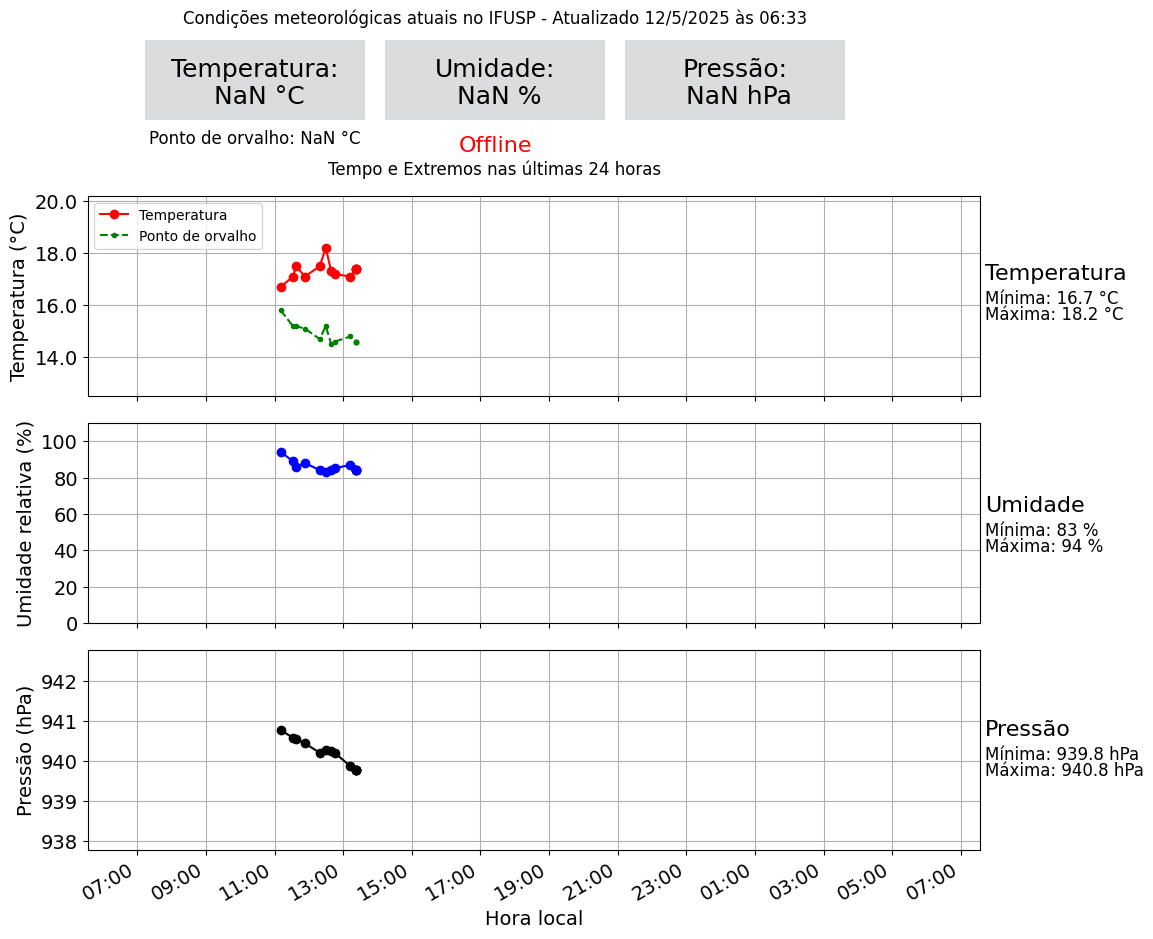 Condições meteorológicas atuais no IFUSP - Atualizado 12/5/2025 às 06:33
Temperatura:
NaN °C
Umidade:
NaN %
Pressão:
NaN hPa
Ponto de orvalho: NaN °C
Offline
Tempo e Extremos nas últimas 24 horas
Temperatura (°C)
20.0
18.0
16.0
14.0
Temperatura
Ponto de orvalho
Temperatura
Mínima: 16.7 °C
Máxima: 18.2 °C
Umidade relativa (%)
100
80
60
40
20
0
Umidade
Mínima: 83 %
Máxima: 94 %
Pressão (hPa)
942
941
940
939
938
Pressão
Mínima: 939.8 hPa
Máxima: 940.8 hPa
07:00
09:00
11:00
13:00
15:00
17:00
19:00
21:00
23:00
01:00
03:00
05:00
07:00
Hora local